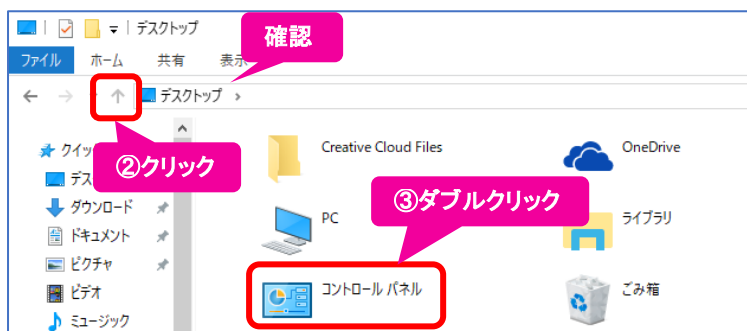 デスクトップ
確認
ファイル ホーム 共有 表示
デスクトップ
クイッ
②クリック
デス
ダウンロード
ドキュメント
ピクチャ
ビデオ
ミュージック
Creative Cloud Files
OneDrive
PC
③ダブルクリック
ライブラリ
コントロール パネル
ごみ箱